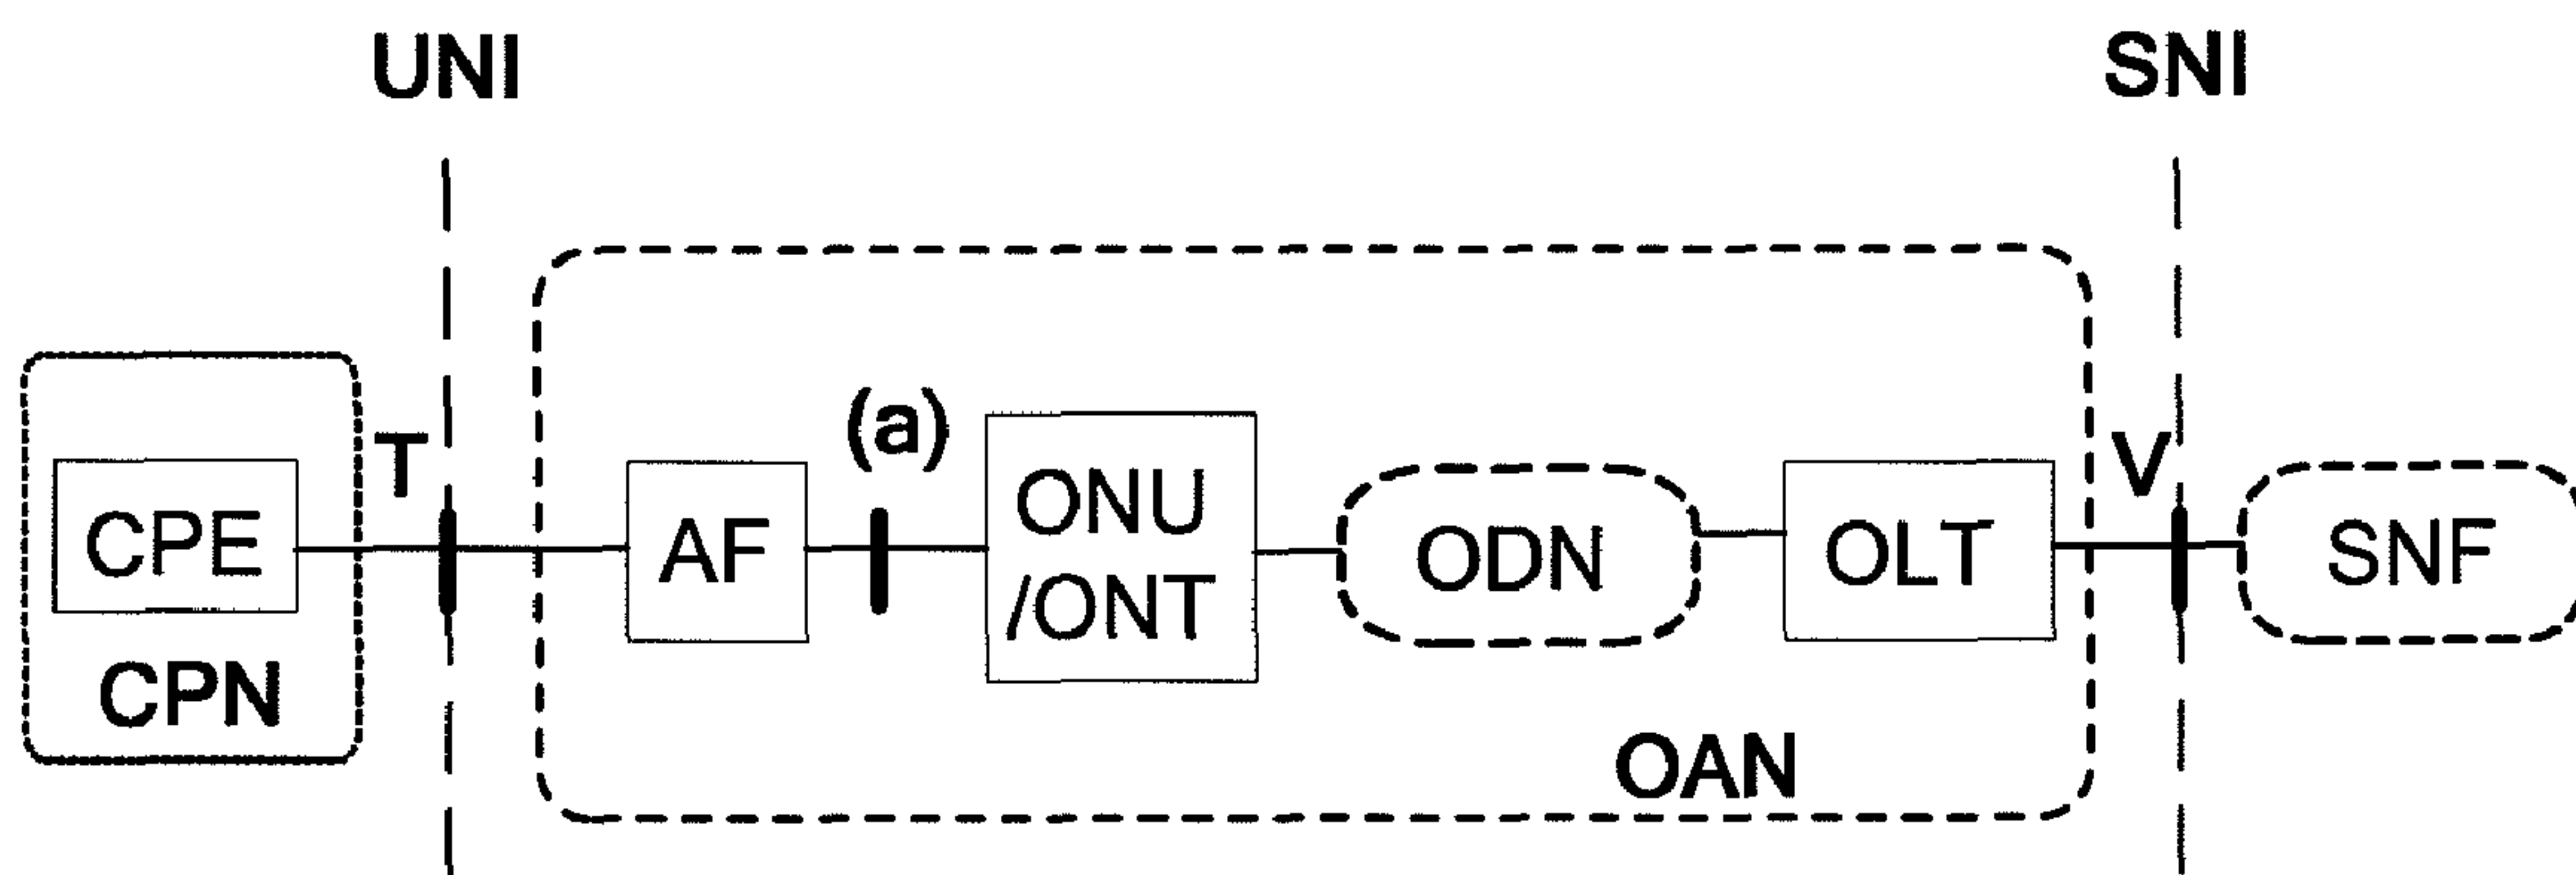 UNI
SNI
T
(a)
V
CPE
CPN
AF
ONU
/ONT
ODN
OLT
SNF
OAN